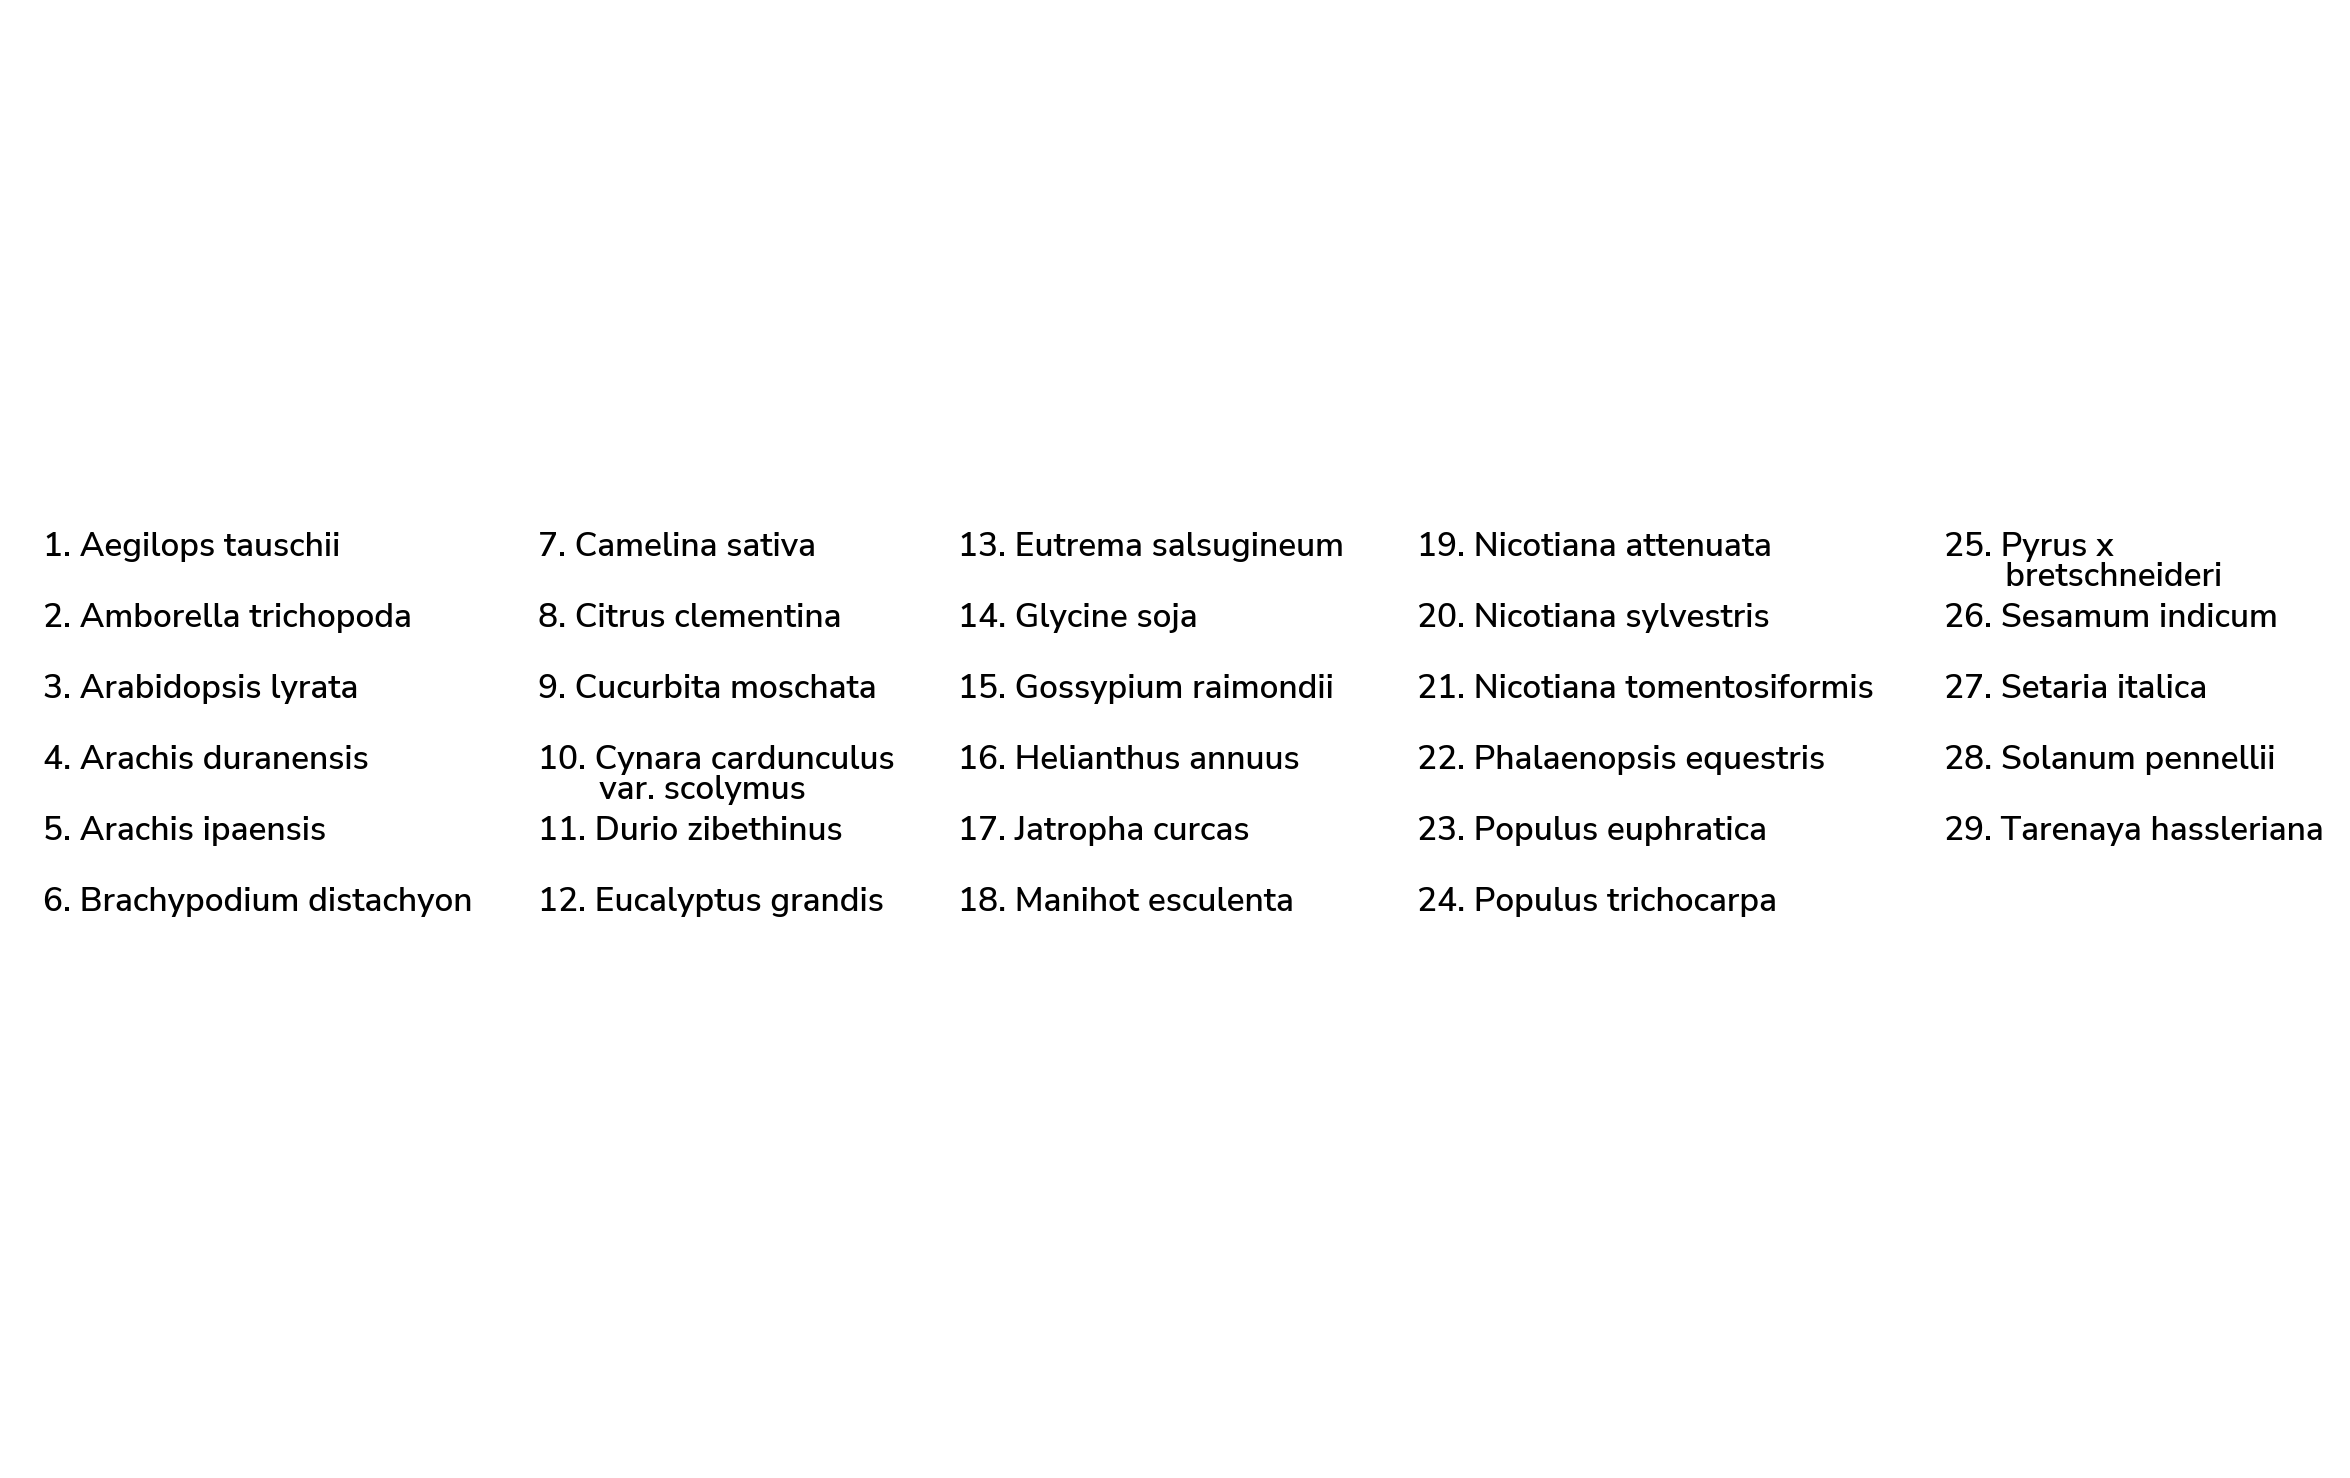 1. Aegilops tauschii
2. Amborella trichopoda
3. Arabidopsis lyrata
4. Arachis duranensis
5. Arachis ipaensis
6. Brachypodium distachyon
7. Camelina sativa
8. Citrus clementina
9. Cucurbita moschata
10. Cynara cardunculus
var. scolymus
11. Durio zibethinus
12. Eucalyptus grandis
13. Eutrema salsugineum
14. Glycine soja
15. Gossypium raimondii
16. Helianthus annuus
17. Jatropha curcas
18. Manihot esculenta
19. Nicotiana attenuata
20. Nicotiana sylvestris
21. Nicotiana tomentosiformis
22. Phalaenopsis equestris
23. Populus euphratica
24. Populus trichocarpa
25. Pyrus x
bretschneideri
26. Sesamum indicum
27. Setaria italica
28. Solanum pennellii
29. Tarenaya hassleriana